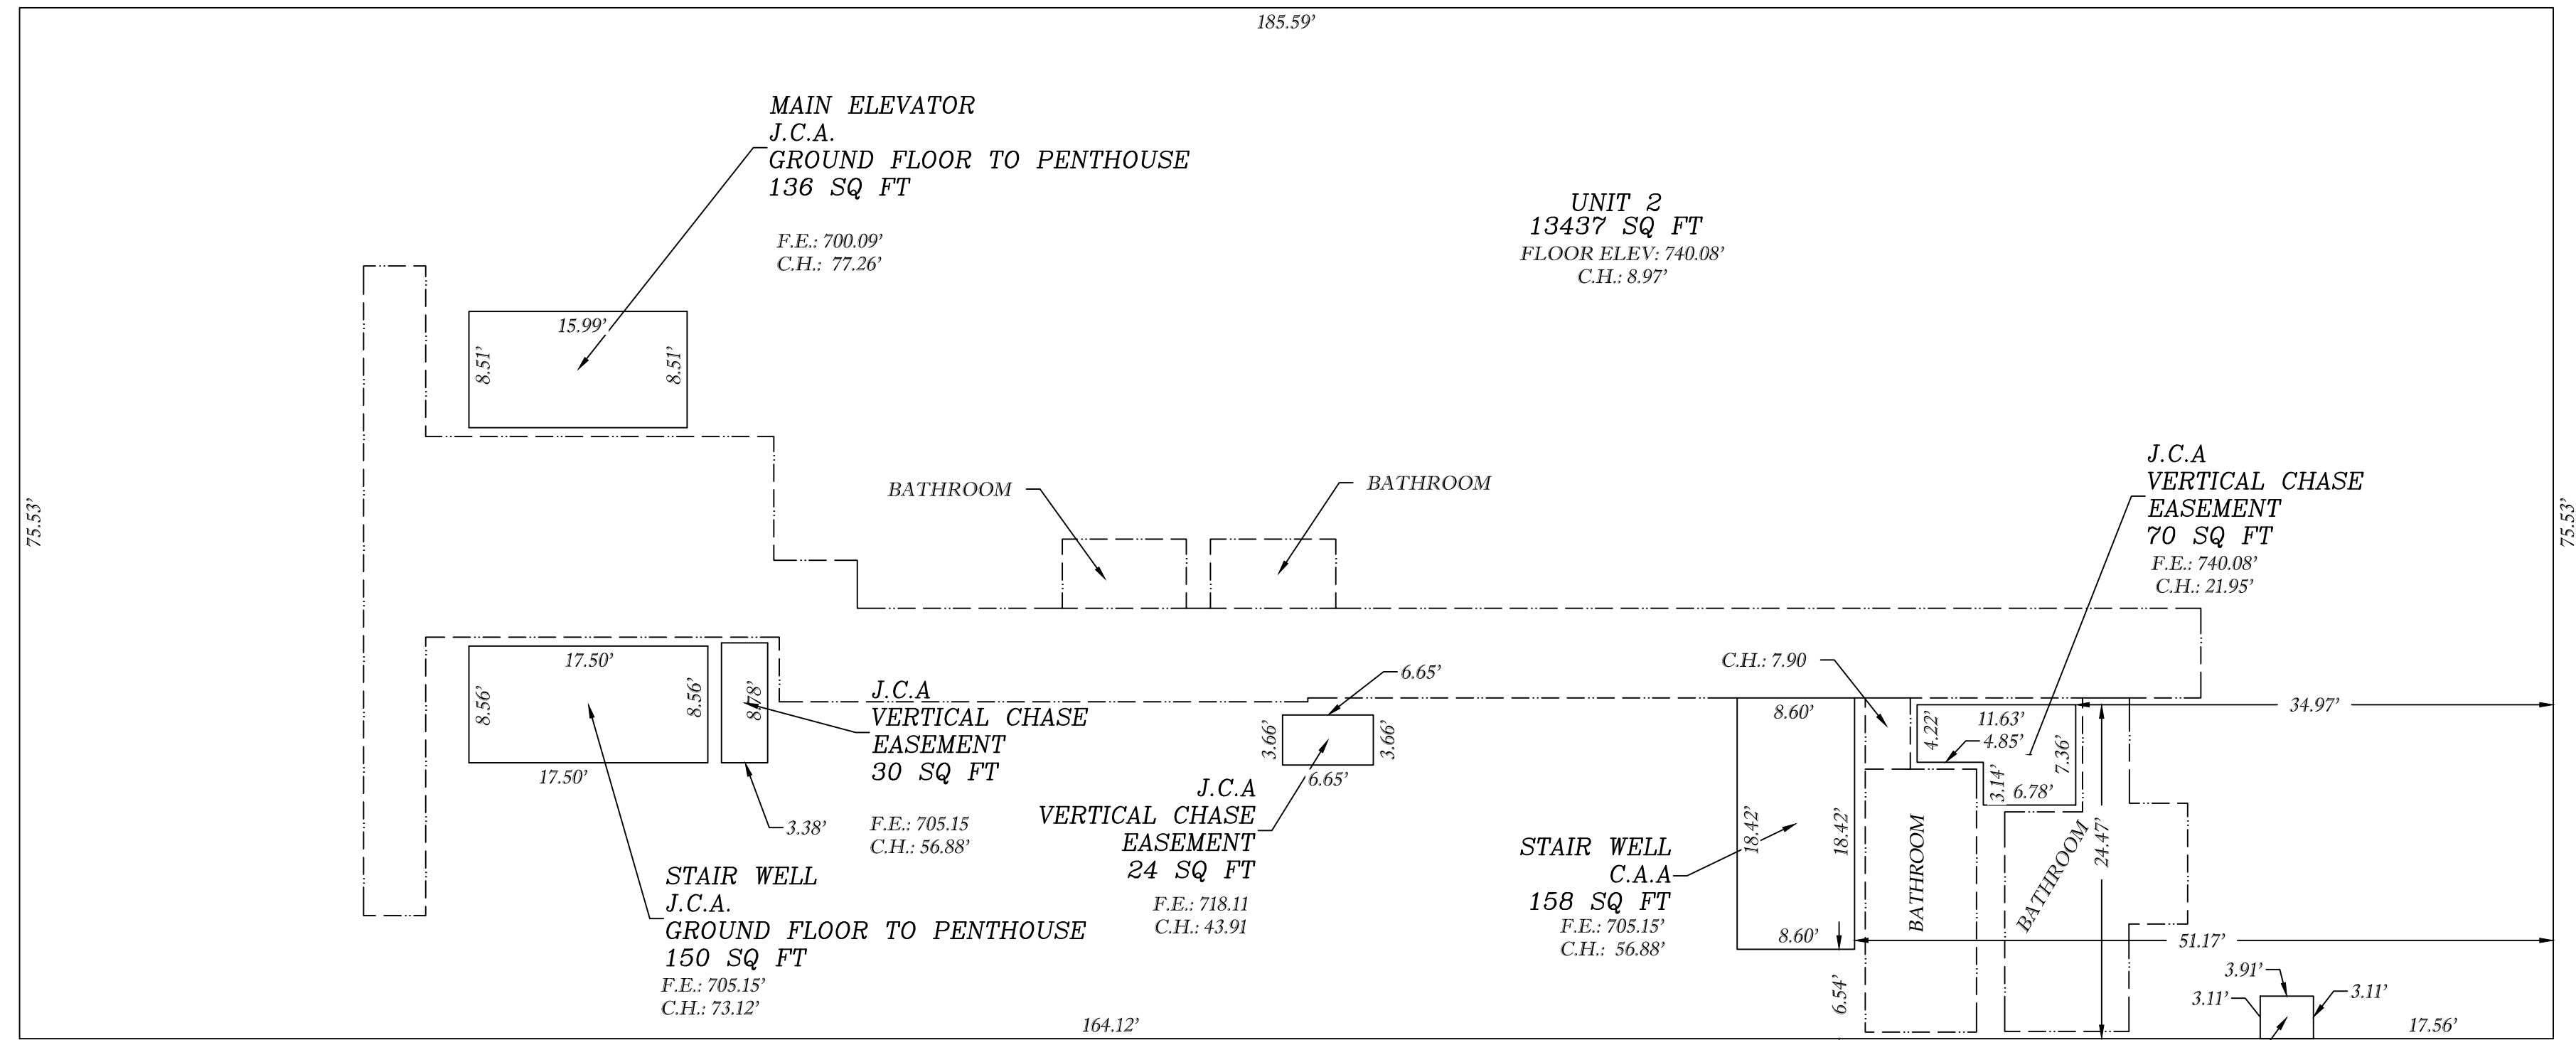 185.59’
MAIN ELEVATOR
J.C.A.
GROUND FLOOR TO PENTHOUSE
136 SQ FT
F.E.: 700.09’
C.H.: 77.26’
UNIT 2
13437 SQ FT
FLOOR ELEV: 740.08’
C.H.: 8.97’
15.99’
8.51’
8.51’
75.53’
75.53’
BATHROOM
BATHROOM
J.C.A
VERTICAL CHASE
EASEMENT
70 SQ FT
F.E.: 740.08’
C.H.: 21.95’
17.50’
8.56’
8.56’
8.78’
17.50’
3.38’
J.C.A
VERTICAL CHASE
EASEMENT
30 SQ FT
F.E.: 705.15
C.H.: 56.88’
6.65’
3.66’
3.66’
6.65’
J.C.A
VERTICAL CHASE
EASEMENT
24 SQ FT
F.E.: 718.11
C.H.: 43.91
C.H.: 7.90
8.60’
18.42’
18.42’
8.60’
4.22’
11.63’
4.85’
3.14’
6.78’
7.36’
34.97’
24.47’
BATHROOM
BATHROOM
STAIR WELL
C.A.A
158 SQ FT
F.E.: 705.15’
C.H.: 56.88’
51.17’
6.54’
STAIR WELL
J.C.A.
GROUND FLOOR TO PENTHOUSE
150 SQ FT
F.E.: 705.15’
C.H.: 73.12’
3.91’
3.11’
3.11’
164.12’
17.56’